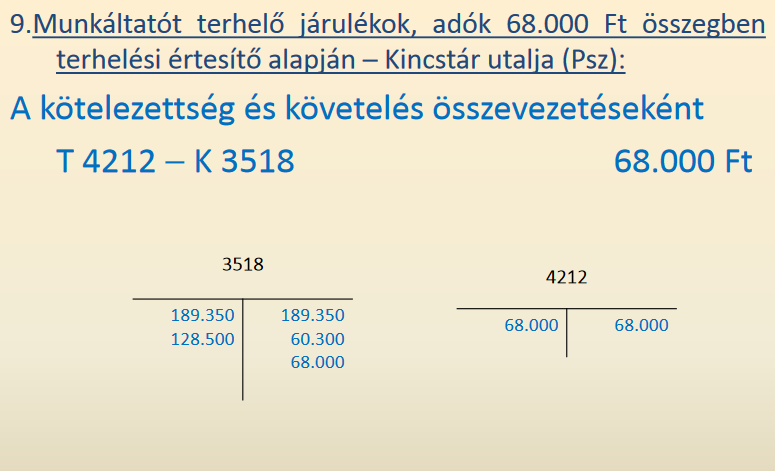 9.Munkáltatót terhelő járulékok, adók 68.000 Ft összegben
terhelési értesítő alapján – Kincstár utalja (Psz):
A kötelezettség és követelés összevezetéseként
T 4212 – K 3518 68.000 Ft
3518
189.350 189.350
128.500 60.300
68.000
4212
68.000 68.000